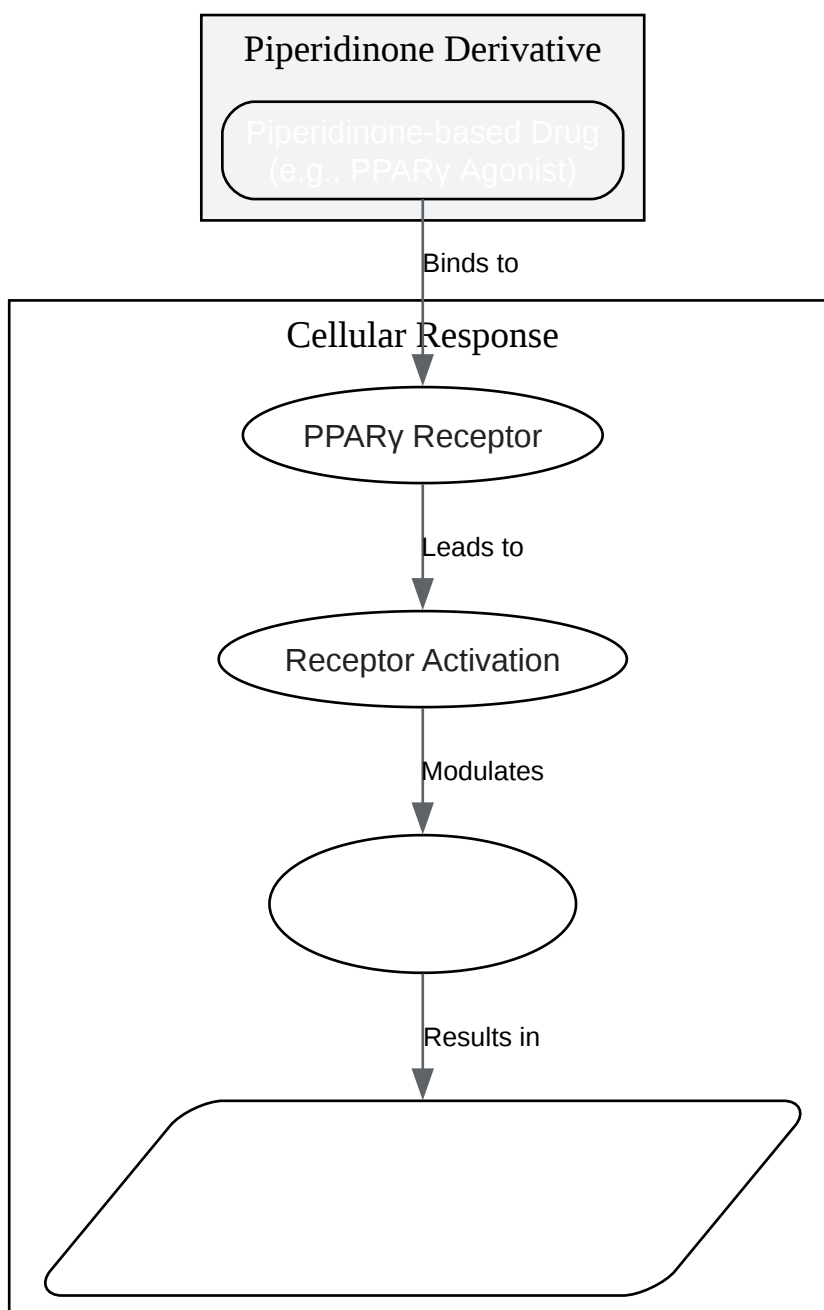 Piperidinone Derivative
Piperidinone-based Drug
(e.g., PPARγ Agonist)
Binds to
Cellular Response
PPARγ Receptor
Leads to
Receptor Activation
Modulates
Results in